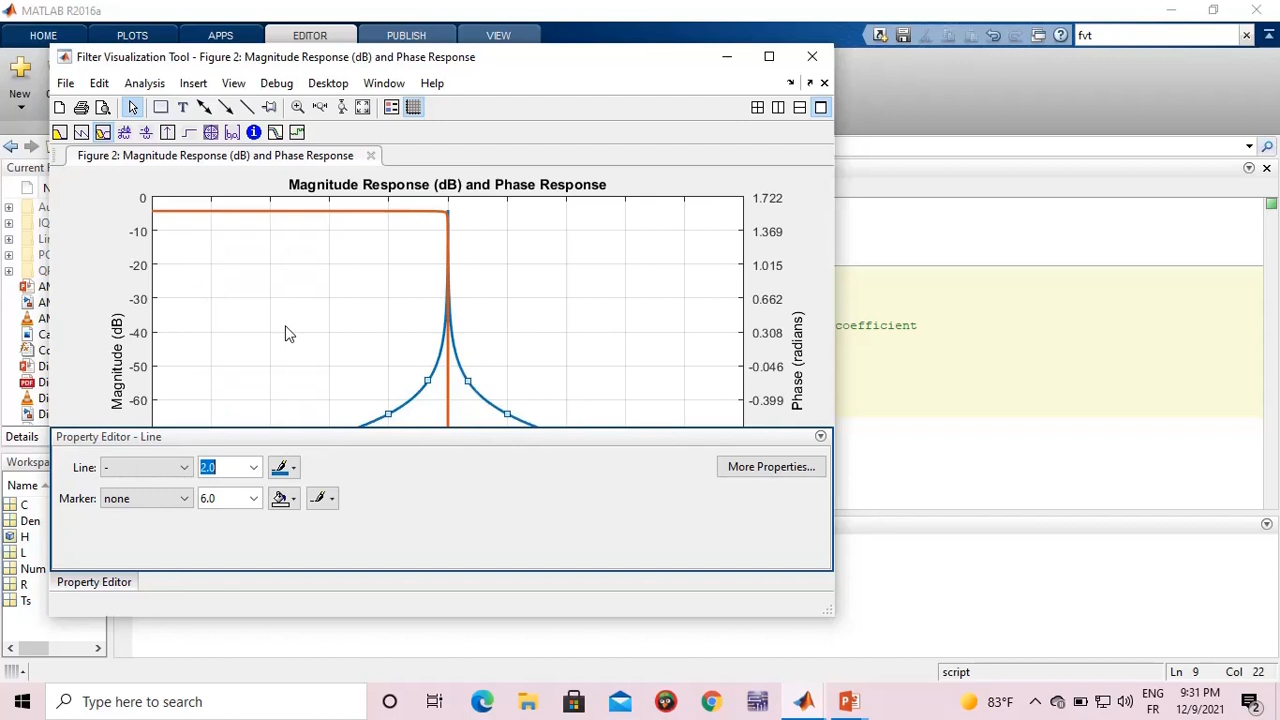 MATLAB R2016a
HOME
PLOTS
APPS
EDITOR
PUBLISH
VIEW
fvt
Filter Visualization Tool - Figure 2: Magnitude Response (dB) and Phase Response
File
Edit
Analysis
Insert
View
Debug
Desktop
Window
Help
New
Figure 2: Magnitude Response (dB) and Phase Response
Current F
Magnitude Response (dB) and Phase Response
0
-10
-20
-30
-40
-50
-60
Magnitude (dB)
1.722
1.369
1.015
0.662
0.308
-0.046
-0.399
Phase (radians)
coefficient
Details
Property Editor - Line
Line:
-
2.0
More Properties...
Marker:
none
6.0
Property Editor
Workspa
Name
C
Den
H
L
Num
R
Ts
script
Ln 9
Col 22
Type here to search
83°F
ENG
FR
9:31 PM
12/9/2021
2